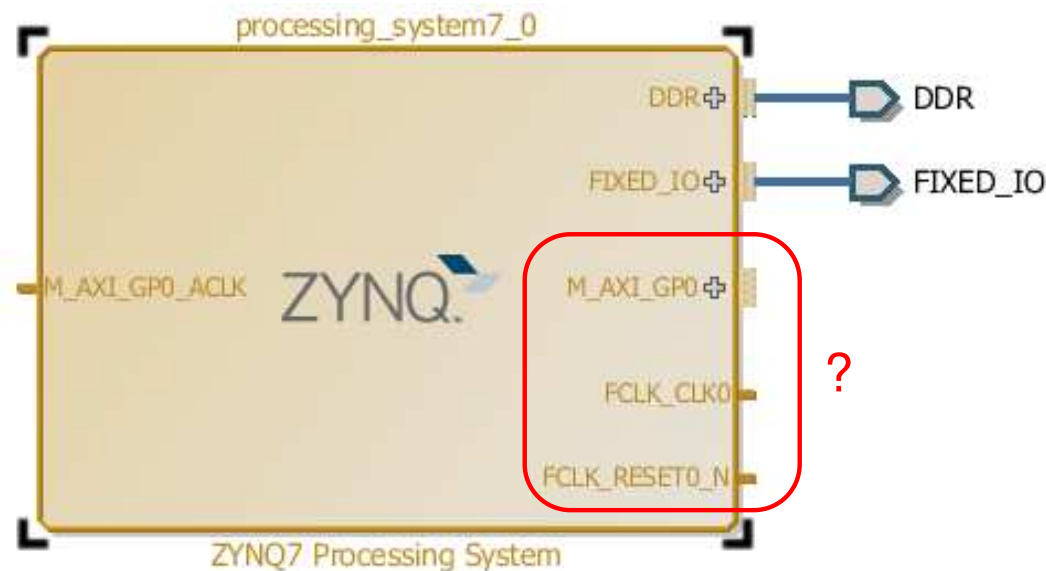 processing_system7_0
DDR
DDR
FIXED_IO
FIXED_IO
M_AXI_GP0_ACLK
ZYNQ.
M_AXI_GP0
?
FCLK_CLK0
FCLK_RESET0_N
ZYNQ7 Processing System